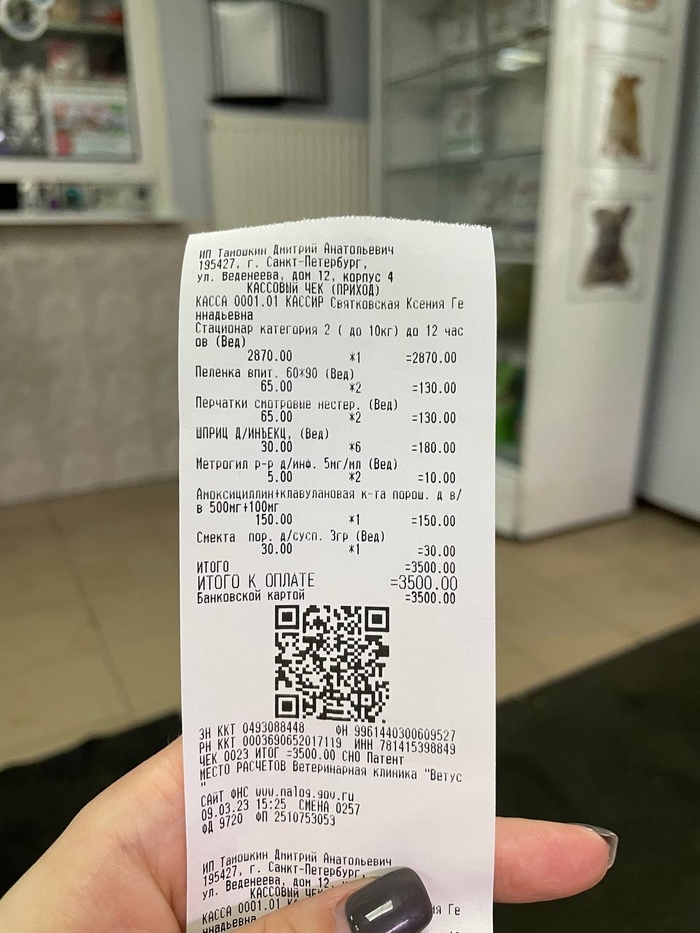 ИП Тамошкин Дмитрий Анатольевич
195427, г. Санкт-Петербург,
ул. Веденеева, дом 12, корпус 4
КАССОВЫЙ ЧЕК (ПРИХОД)
КАССА 0001.01 КАССИР Святковская Ксения Ге
ннадьевна
Стационар категория 2 ( до 10кг) до 12 час
ов (Вед)
2870.00 *1 =2870.00
Пеленка впит. 60*90 (Вед)
65.00 *2 =130.00
Перчатки смотровые нестер. (Вед)
65.00 *2 =130.00
ШПРИЦ Д/ИНЪЕКЦ, (Вед)
30.00 *6 =180.00
Метрогил р-р д/инф. 5мг/мл (Вед)
5.00 *2 =10.00
Амоксициллин+клавулановая к-та порош. д в/
в 500мг+100мг
150.00 *1 =150.00
Смекта пор. д/сусп. 3гр (Вед)
30.00 *1 =30.00
ИТОГО =3500.00
ИТОГО К ОПЛАТЕ =3500.00
Банковской картой =3500.00
ЗН ККТ 0493088448 ФН 9961440300609527
РН ККТ 0003690652017119 ИНН 781415398849
ЧЕК 0023 ИТОГ =3500.00 СНО Патент
МЕСТО РАСЧЕТОВ Ветеринарная клиника "Ветус
"
САЙТ ФНС www.nalog.gov.ru
09.03.23 15:25 СМЕНА 0257
ФД 9720 ФП 2510753053
ИП Тамошкин Дмитрий Анатольевич
195427, г. Санкт-Петербург,
ул. Веденеева, дом 12,
КАССОВЫЙ ЧЕК
КАССА 0001.01 ия Ге
ннадьевна